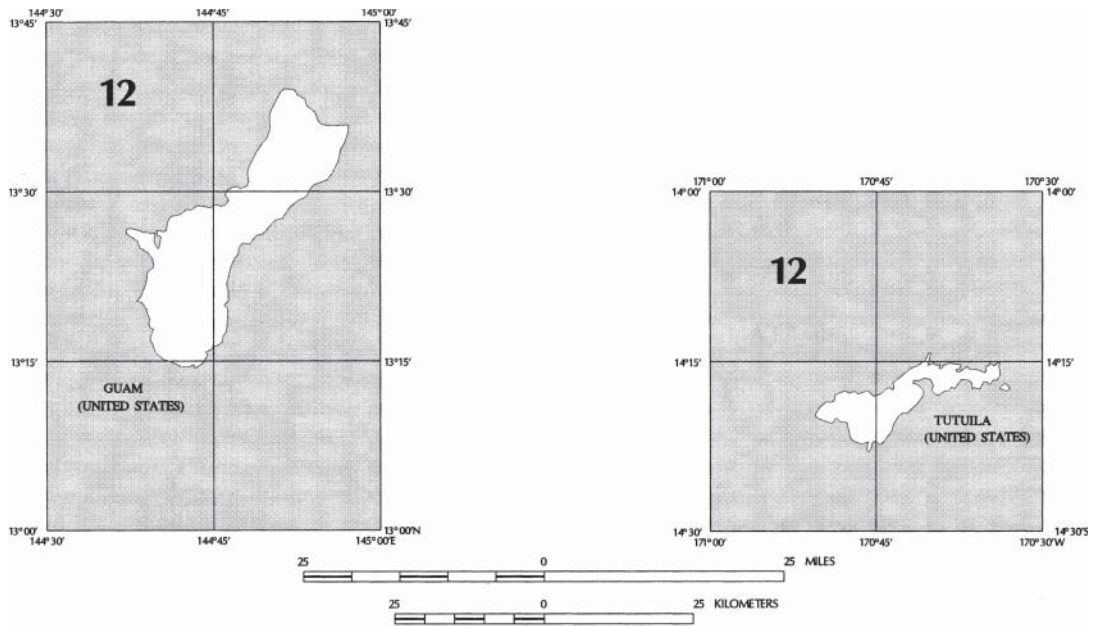 144°30' 144°45' 145°00'
13°45' 13°45'
12
13°30' 13°30'
13°15' 13°15'
GUAM
(UNITED STATES)
13°00' 13°00'N
144°30' 144°45' 145°00'E
171°00' 170°45' 170°30'
14°00' 14°00'
12
14°15' 14°15'
TUTUILA
(UNITED STATES)
14°30' 14°30'S
171°00' 170°45' 170°30'W
25 0 25 MILES
25 0 25 KILOMETERS